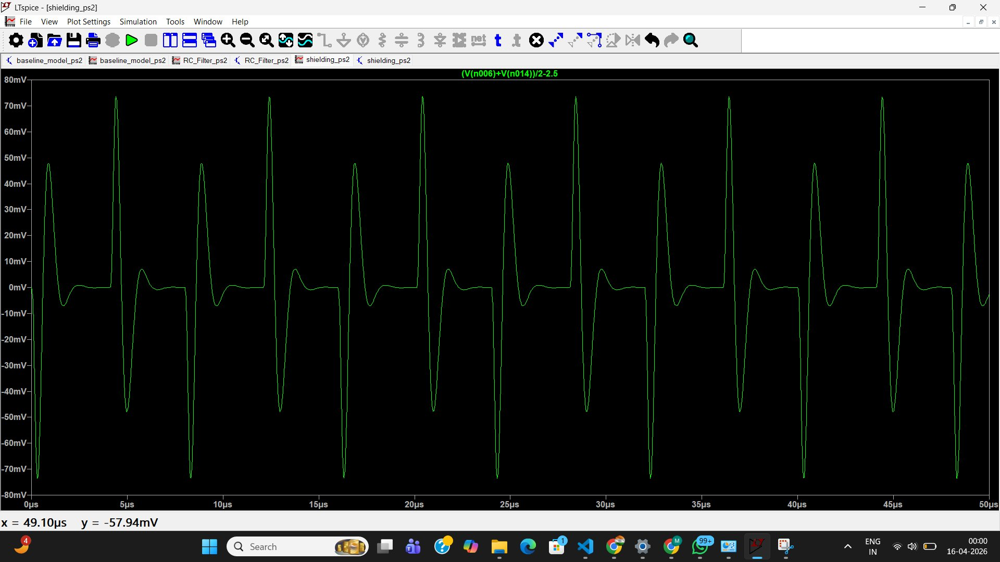 LTspice - [shielding_ps2]
File View Plot Settings Simulation Tools Window Help
net t t
baseline_model_ps2 baseline_model_ps2 RC_Filter_ps2 RC_Filter_ps2 shielding_ps2 shielding_ps2
(V(n006)+V(n014))/2-2.5
80mV
70mV
60mV
50mV
40mV
30mV
20mV
10mV
0mV
-10mV
-20mV
-30mV
-40mV
-50mV
-60mV
-70mV
-80mV
0µs 5µs 10µs 15µs 20µs 25µs 30µs 35µs 40µs 45µs 50µs
x = 49.10µs y = -57.94mV
4 Search 1 M 99+ ENG 00:00
IN 16-04-2026